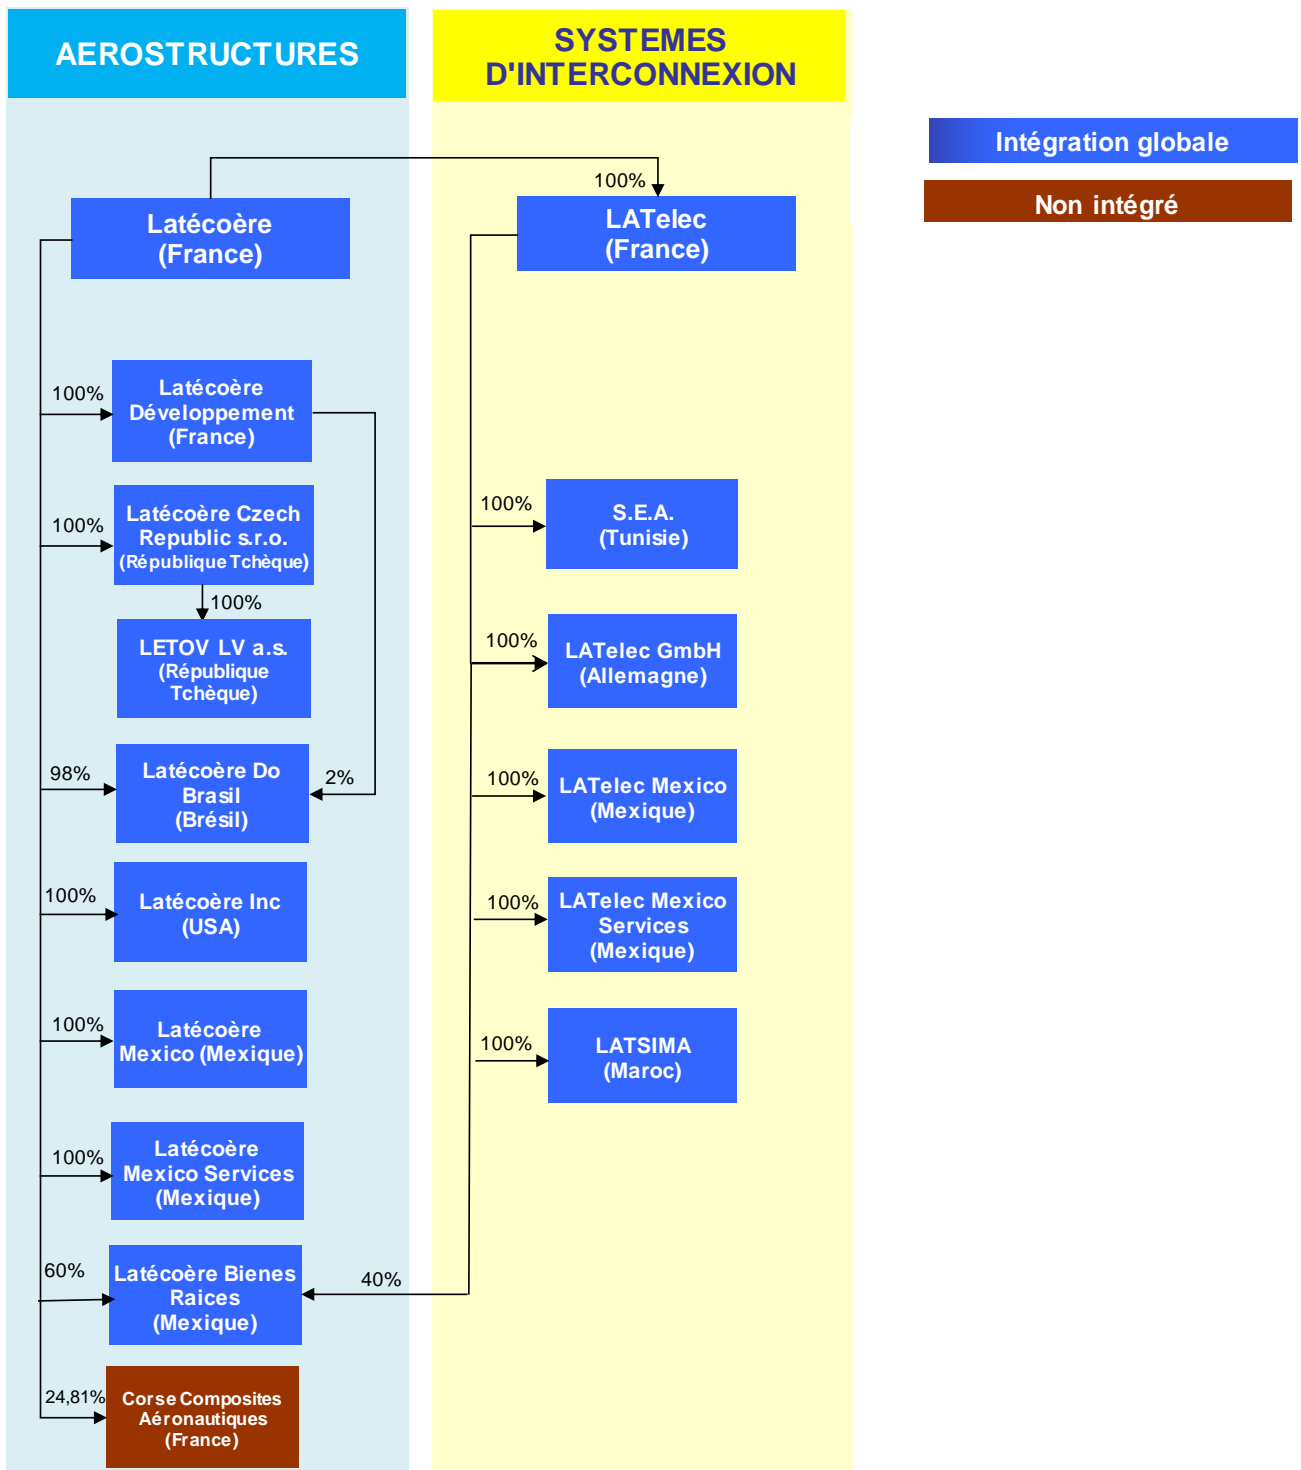 AEROSTRUCTURES
SYSTEMES
D'INTERCONNEXION
Intégration globale
Non intégré
100%
Latécoère
(France)
LATelec
(France)
100%
Latécoère
Développement
(France)
100%
Latécoère Czech
Republic s.r.o.
(République Tchèque)
100%
LETOV LV a.s.
(République
Tchèque)
98%
Latécoère Do
Brasil
(Brésil)
2%
100%
Latécoère Inc
(USA)
100%
Latécoère
Mexico (Mexique)
100%
Latécoère
Mexico Services
(Mexique)
60%
Latécoère Bienes
Raices
(Mexique)
40%
24,81%
Corse Composites
Aéronautiques
(France)
100%
S.E.A.
(Tunisie)
100%
LATelec GmbH
(Allemagne)
100%
LATelec Mexico
(Mexique)
100%
LATelec Mexico
Services
(Mexique)
100%
LATSIMA
(Maroc)